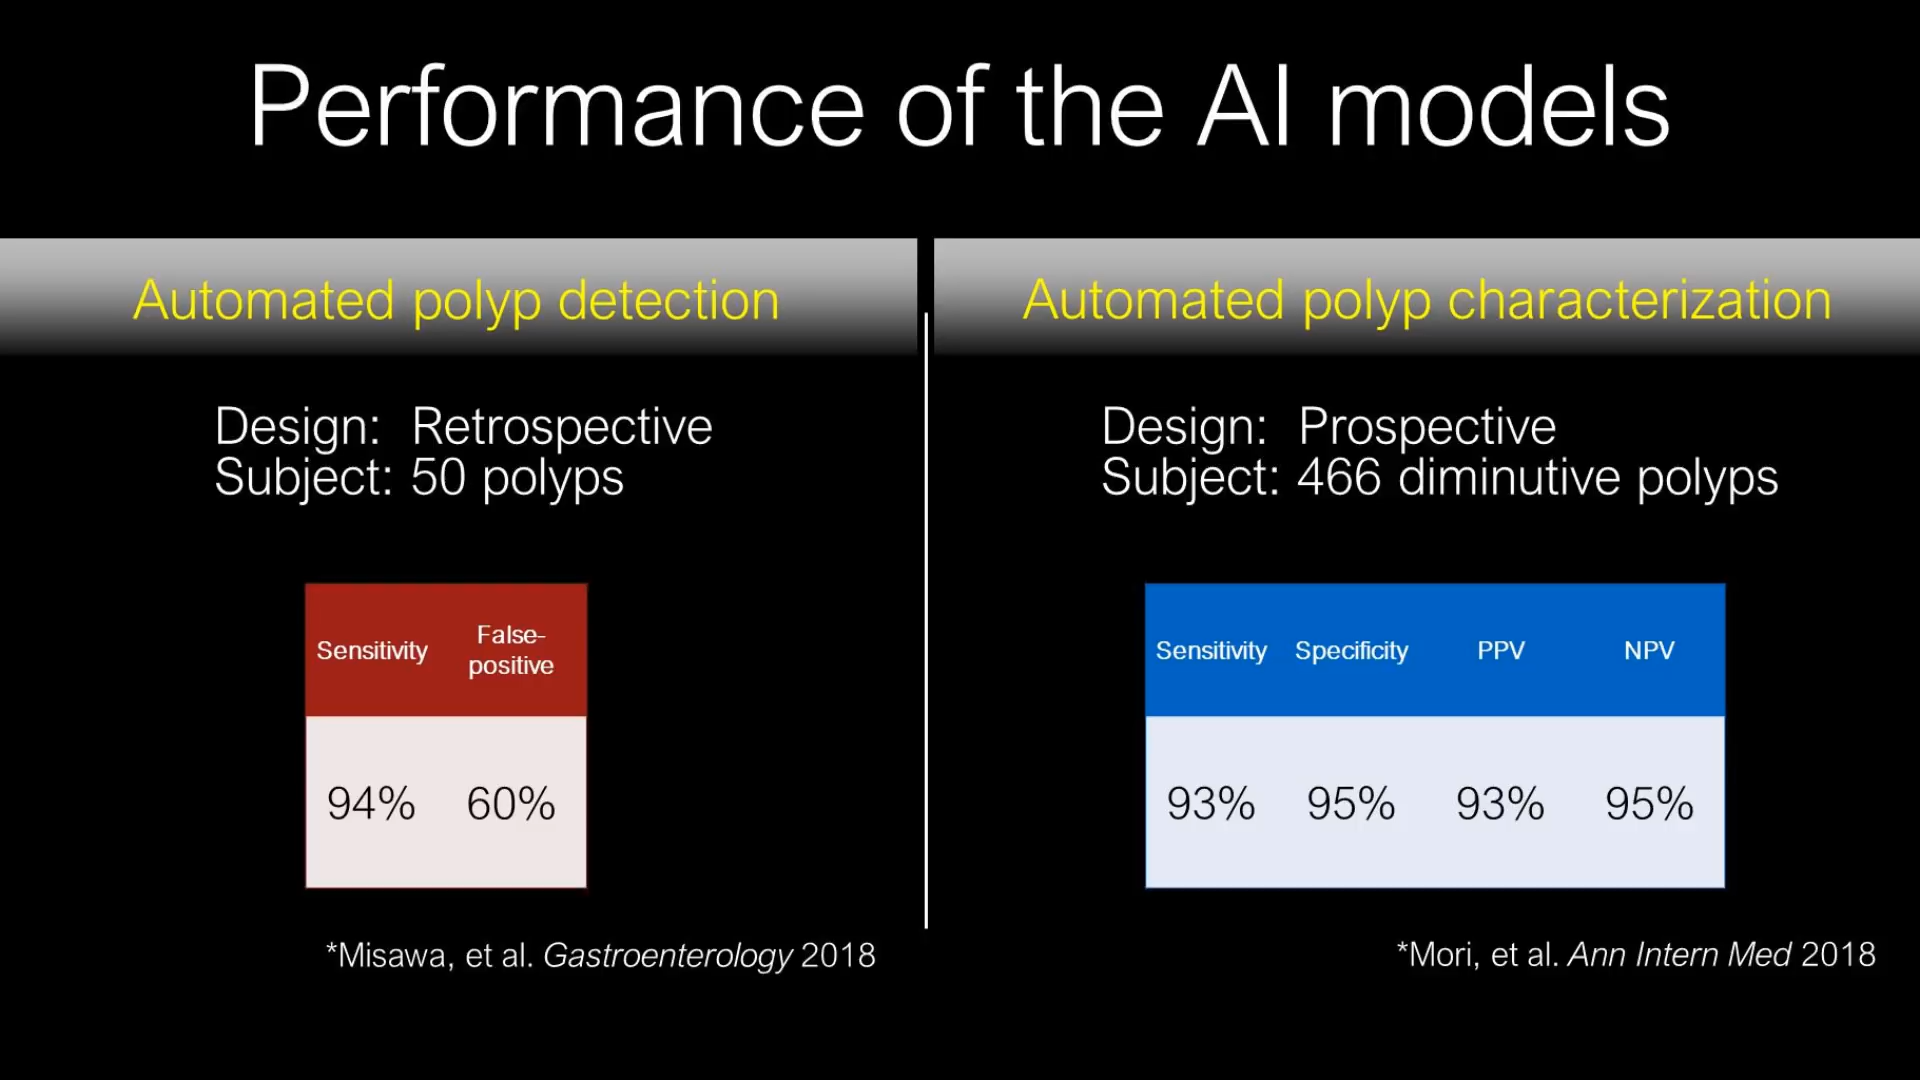 Performance of the AI models
Automated polyp detection
Design: Retrospective
Subject: 50 polyps
Sensitivity False-
positive
94% 60%
*Misawa, et al. Gastroenterology 2018
Automated polyp characterization
Design: Prospective
Subject: 466 diminutive polyps
Sensitivity Specificity PPV NPV
93% 95% 93% 95%
*Mori, et al. Ann Intern Med 2018